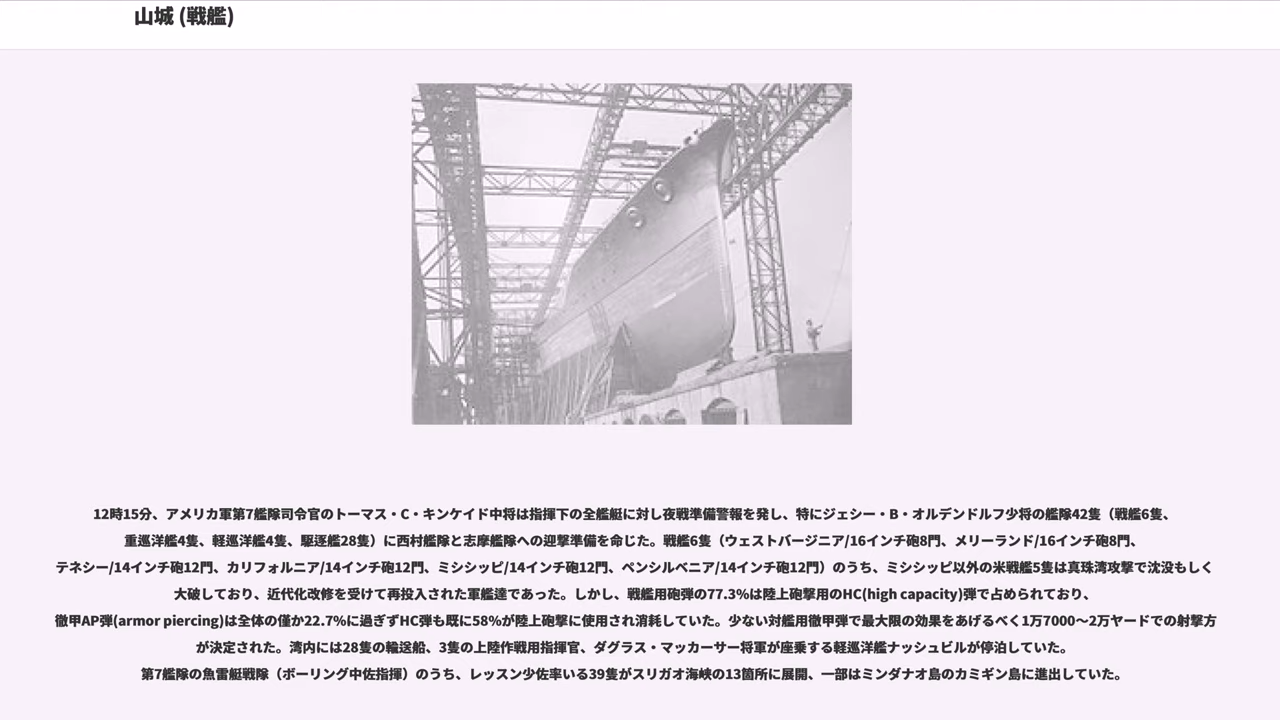 山城 (戦艦)
12時15分、アメリカ軍第7艦隊司令官のトーマス・C・キンケイド中将は指揮下の全艦艇に対し夜戦準備警報を発し、特にジェシー・B・オルデンドルフ少将の艦隊42隻（戦艦6隻、
重巡洋艦4隻、軽巡洋艦4隻、駆逐艦28隻）に西村艦隊と志摩艦隊への迎撃準備を命じた。戦艦6隻（ウェストバージニア/16インチ砲8門、メリーランド/16インチ砲8門、
テネシー/14インチ砲12門、カリフォルニア/14インチ砲12門、ミシシッピ/14インチ砲12門、ペンシルベニア/14インチ砲12門）のうち、ミシシッピ以外の米戦艦5隻は真珠湾攻撃で沈没もしく
大破しており、近代化改修を受けて再投入された軍艦達であった。しかし、戦艦用砲弾の77.3%は陸上砲撃用のHC(high capacity)弾で占められており、
徹甲AP弾(armor piercing)は全体の僅か22.7%に過ぎずHC弾も既に58%が陸上砲撃に使用され消耗していた。少ない対艦用徹甲弾で最大限の効果をあげるべく1万7000〜2万ヤードでの射撃方
が決定された。湾内には28隻の輸送船、3隻の上陸作戦用指揮官、ダグラス・マッカーサー将軍が座乗する軽巡洋艦ナッシュビルが停泊していた。
第7艦隊の魚雷艇戦隊（ボーリング中佐指揮）のうち、レッスン少佐率いる39隻がスリガオ海峡の13箇所に展開、一部はミンダナオ島のカミギン島に進出していた。